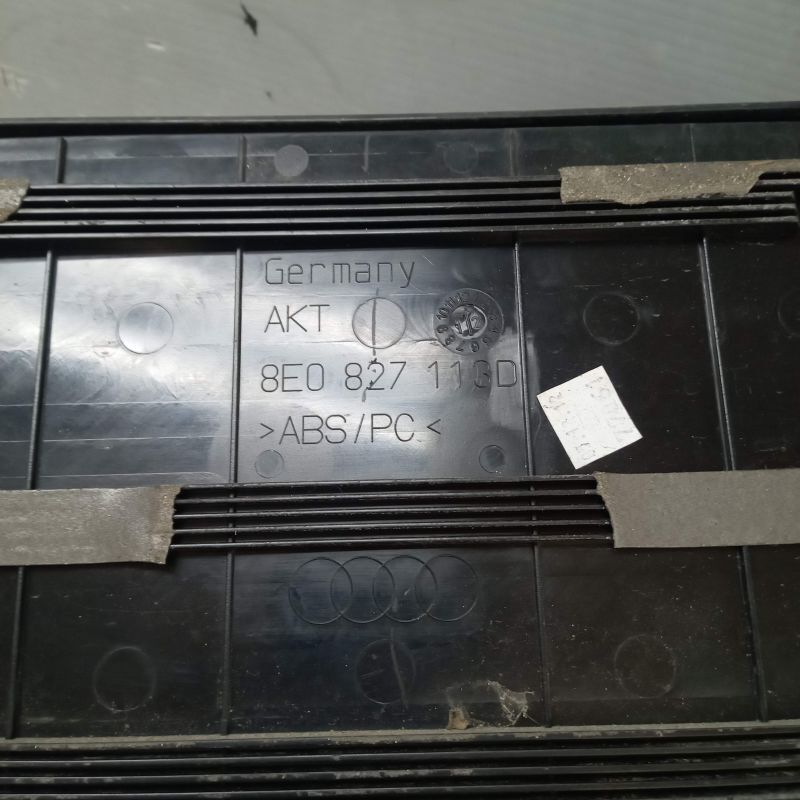 Germany
AKT
8E0 827 113D
>ABS/PC<